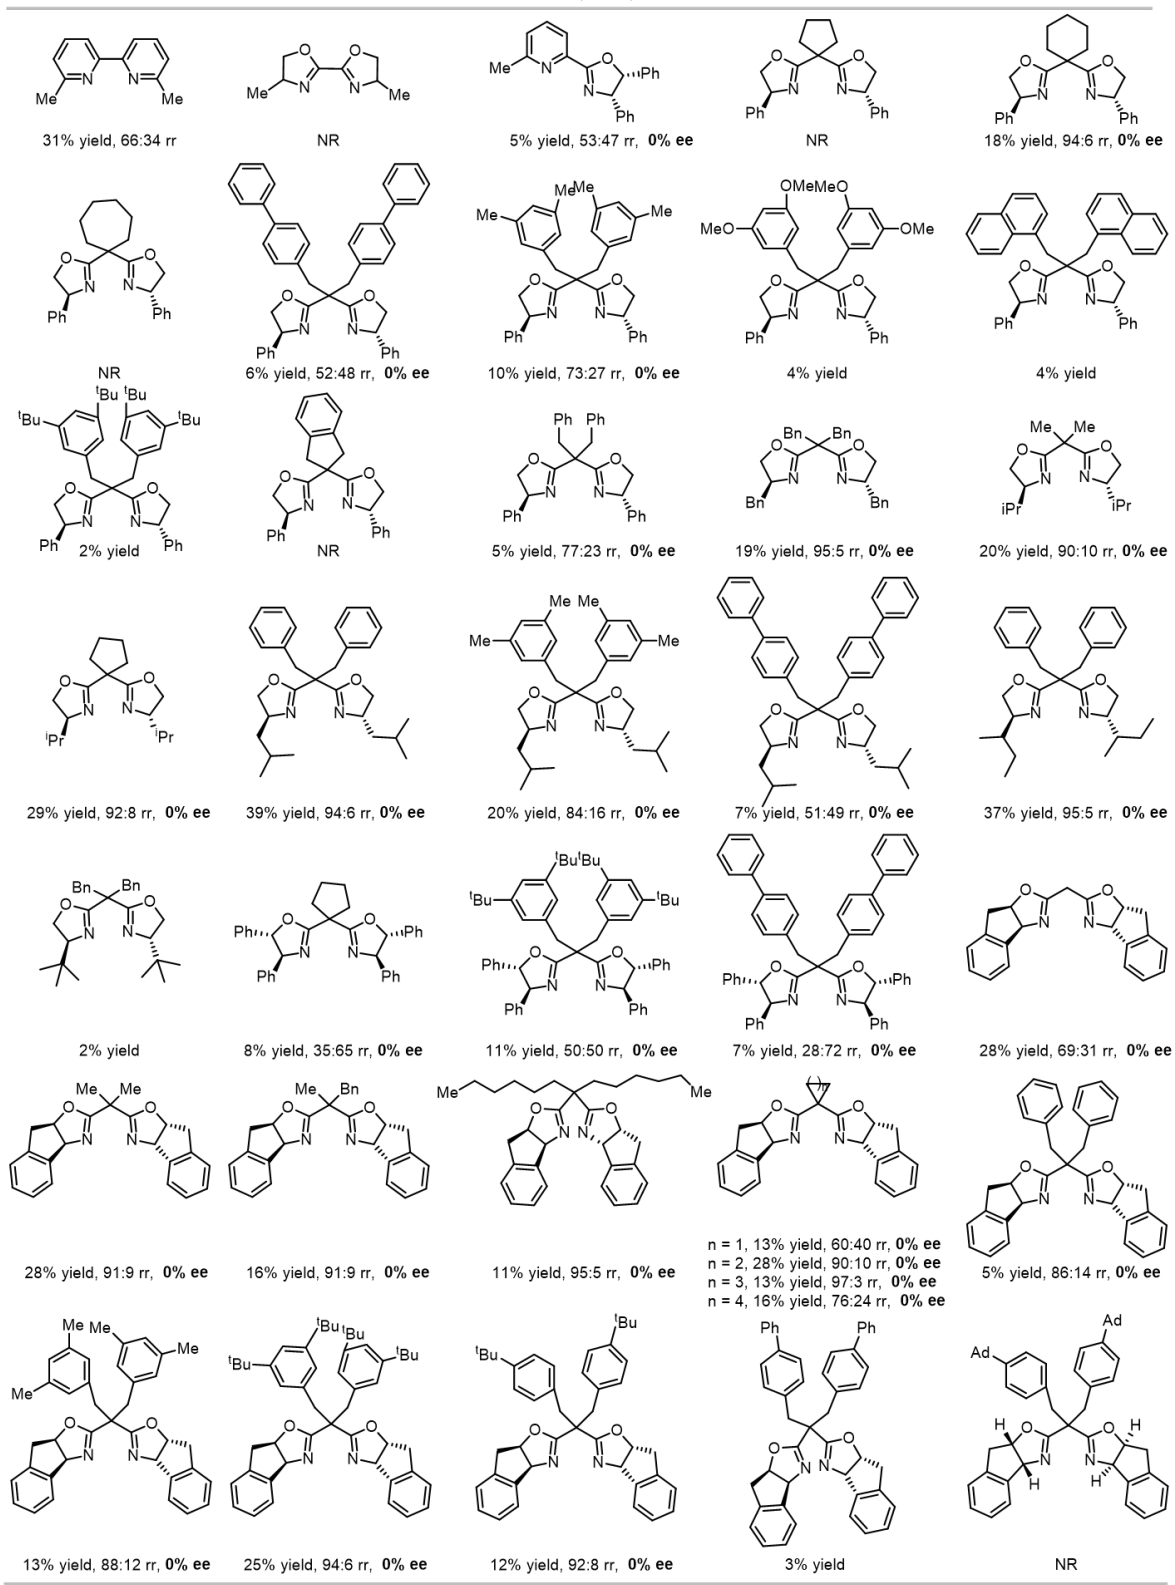 Me N N Me
31% yield, 66:34 rr
O O Me N N Me
NR
Me N O N Ph Ph
5% yield, 53:47 rr, 0% ee
O O N N Ph Ph
NR
O O N N Ph Ph
18% yield, 94:6 rr, 0% ee
O O N N Ph Ph
NR
O O N N Ph Ph
6% yield, 52:48 rr, 0% ee
Me Me Me Me O O N N Ph Ph
10% yield, 73:27 rr, 0% ee
OMe MeO MeO OMe O O N N Ph Ph
4% yield
O O N N Ph Ph
4% yield
tBu tBu tBu tBu O O N N Ph Ph
2% yield
O O N N Ph Ph
NR
Ph Ph O O N N Ph Ph
5% yield, 77:23 rr, 0% ee
Bn Bn O O N N Bn Bn
19% yield, 95:5 rr, 0% ee
Me Me O O N N iPr iPr
20% yield, 90:10 rr, 0% ee
O O N N iPr iPr
29% yield, 92:8 rr, 0% ee
O O N N
39% yield, 94:6 rr, 0% ee
Me Me Me Me O O N N
20% yield, 84:16 rr, 0% ee
O O N N
7% yield, 51:49 rr, 0% ee
O O N N
37% yield, 95:5 rr, 0% ee
Bn Bn O O N N
2% yield
Ph O O Ph N N Ph Ph
8% yield, 35:65 rr, 0% ee
tBu tBu tBu tBu Ph O O Ph N N Ph Ph
11% yield, 50:50 rr, 0% ee
Ph O O Ph N N Ph Ph
7% yield, 28:72 rr, 0% ee
O O N N
28% yield, 69:31 rr, 0% ee
Me Me O O N N
28% yield, 91:9 rr, 0% ee
Me Bn O O N N
16% yield, 91:9 rr, 0% ee
Me Me O O N N
11% yield, 95:5 rr, 0% ee
O O N N
n = 1, 13% yield, 60:40 rr, 0% ee
n = 2, 28% yield, 90:10 rr, 0% ee
n = 3, 13% yield, 97:3 rr, 0% ee
n = 4, 16% yield, 76:24 rr, 0% ee
O O N N
5% yield, 86:14 rr, 0% ee
Me Me Me Me O O N N
13% yield, 88:12 rr, 0% ee
tBu tBu tBu tBu O O N N
25% yield, 94:6 rr, 0% ee
tBu tBu O O N N
12% yield, 92:8 rr, 0% ee
Ph Ph O O N N
3% yield
Ad Ad H O O H N N H H
NR